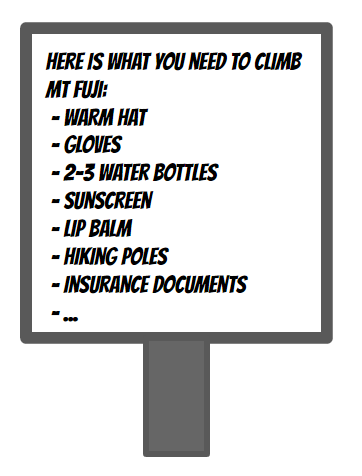 HERE IS WHAT YOU NEED TO CLIMB
MT FUJI:
- WARM HAT
- GLOVES
- 2-3 WATER BOTTLES
- SUNSCREEN
- LIP BALM
- HIKING POLES
- INSURANCE DOCUMENTS
- ...